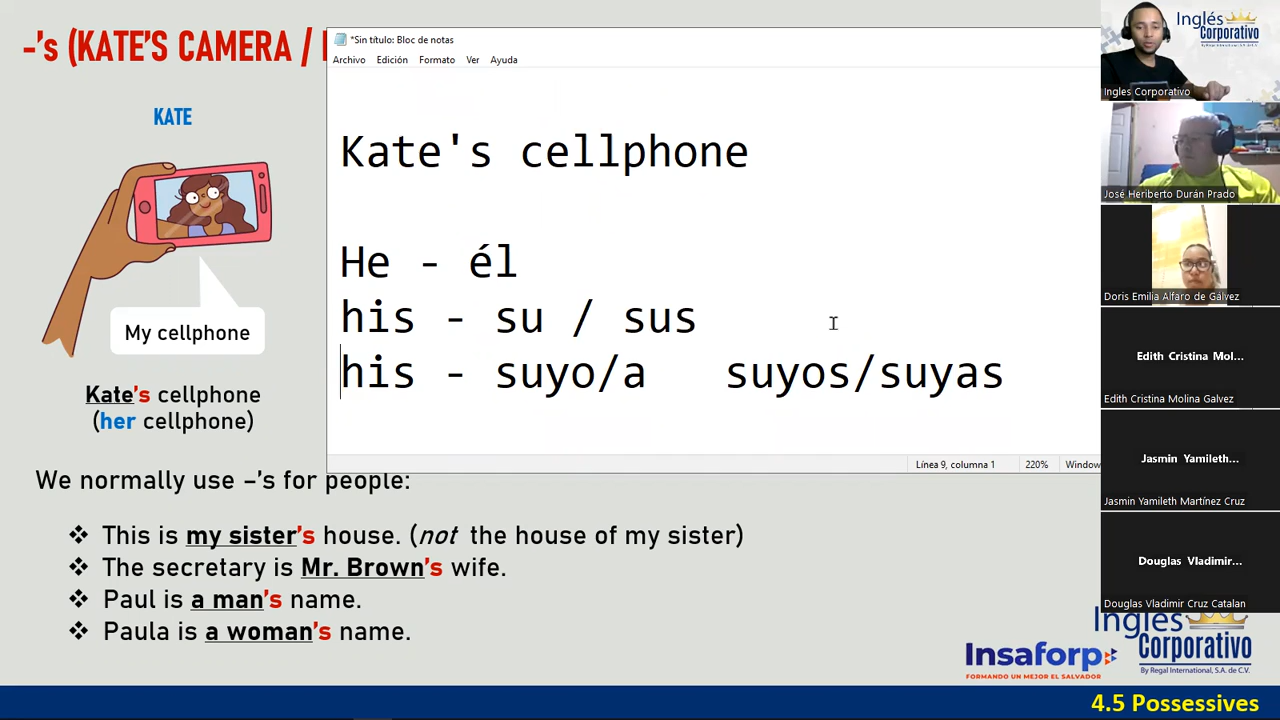 -'s (KATE'S CAMERA /
KATE
My cellphone
Kate's cellphone
(her cellphone)
*Sin título: Bloc de notas
Archivo Edición Formato Ver Ayuda
Kate's cellphone
He - él
his - su / sus
his - suyo/a suyos/suyas
Línea 9, columna 1 220% Window
We normally use –'s for people:
❖ This is my sister's house. (not the house of my sister)
❖ The secretary is Mr. Brown's wife.
❖ Paul is a man's name.
❖ Paula is a woman's name.
Inglés
Corporativo
By Regal International, S.A. de C.V.
Ingles Corporativo
José Heriberto Durán Prado
Doris Emilia Alfaro de Gálvez
Edith Cristina Mol...
Edith Cristina Molina Galvez
Jasmin Yamileth...
Jasmin Yamileth Martínez Cruz
Douglas Vladimir...
Douglas Vladimir Cruz Catalan
Insaforp
FORMANDO UN MEJOR EL SALVADOR
Inglés
Corporativo
By Regal International, S.A. de C.V.
4.5 Possessives